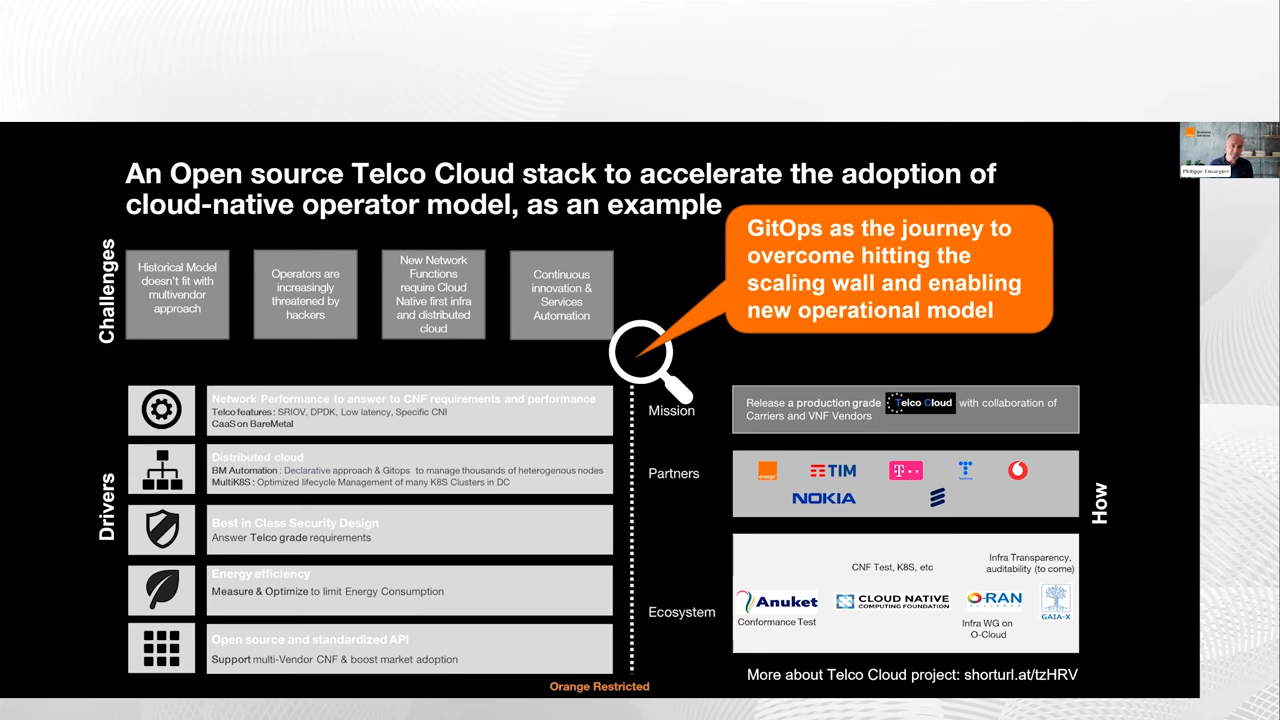 An Open source Telco Cloud stack to accelerate the adoption of
cloud-native operator model, as an example
GitOps as the journey to
overcome hitting the
scaling wall and enabling
new operational model
Challenges
Historical Model
doesn't fit with
multivendor
approach
Operators are
increasingly
threatened by
hackers
New Network
Functions
require Cloud
Native first infra
and distributed
cloud
Continuous
innovation &
Services
Automation
Drivers
Network Performance to answer to CNF requirements and performance
Telco features : SRIOV, DPDK, Low latency, Specific CNI
CaaS on BareMetal
Distributed cloud
BM Automation : Declarative approach & Gitops to manage thousands of heterogenous nodes
MultiK8S : Optimized lifecycle Management of many K8S Clusters in DC
Best in Class Security Design
Answer Telco grade requirements
Energy efficiency
Measure & Optimize to limit Energy Consumption
Open source and standardized API
Support multi-Vendor CNF & boost market adoption
How
Mission
Release a production grade Telco Cloud with collaboration of
Carriers and VNF Vendors
Partners
TIM
NOKIA
Ecosystem
CNF Test, K8S, etc
Infra Transparency,
auditability (to come)
Anuket
Conformance Test
CLOUD NATIVE
COMPUTING FOUNDATION
O-RAN
ALLIANCE
Infra WG on
O-Cloud
GAIA-X
More about Telco Cloud project: shorturl.at/tzHRV
Orange Restricted
Philippe Ensarguet